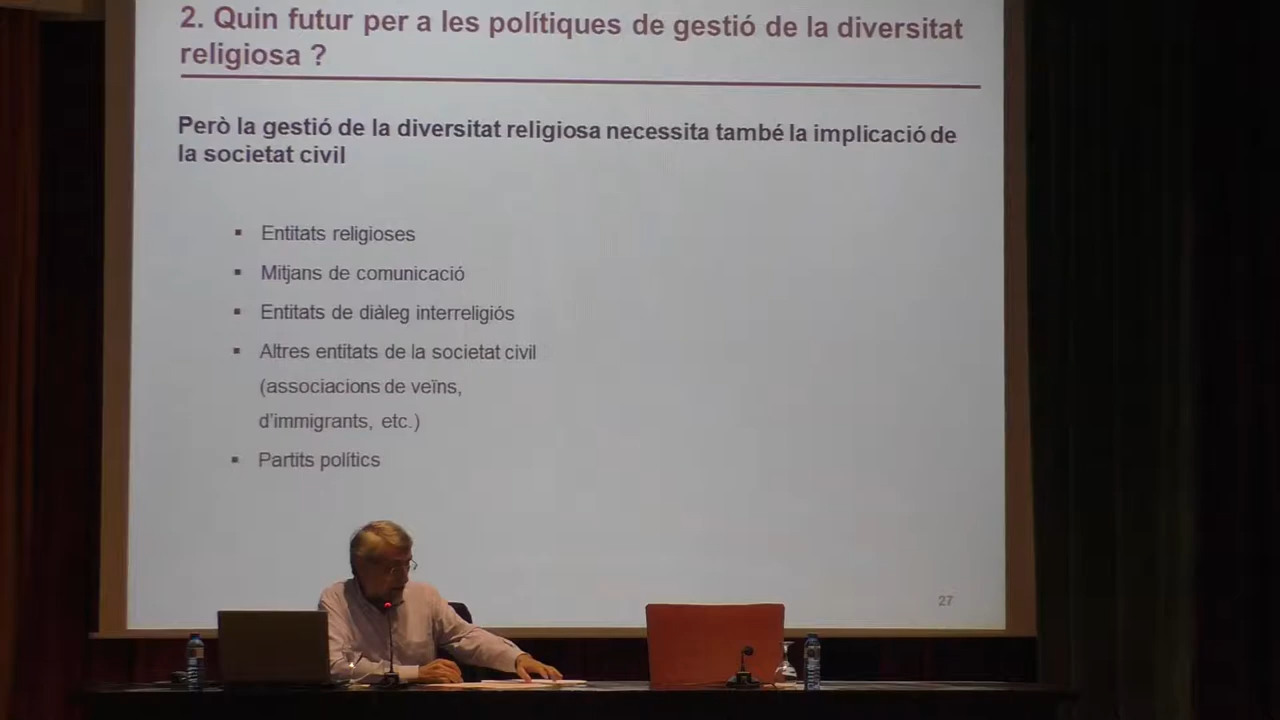 2. Quin futur per a les polítiques de gestió de la diversitat
religiosa ?
Però la gestió de la diversitat religiosa necessita també la implicació de
la societat civil
▪ Entitats religioses
▪ Mitjans de comunicació
▪ Entitats de diàleg interreligiós
▪ Altres entitats de la societat civil
(associacions de veïns,
d'immigrants, etc.)
▪ Partits polítics
27